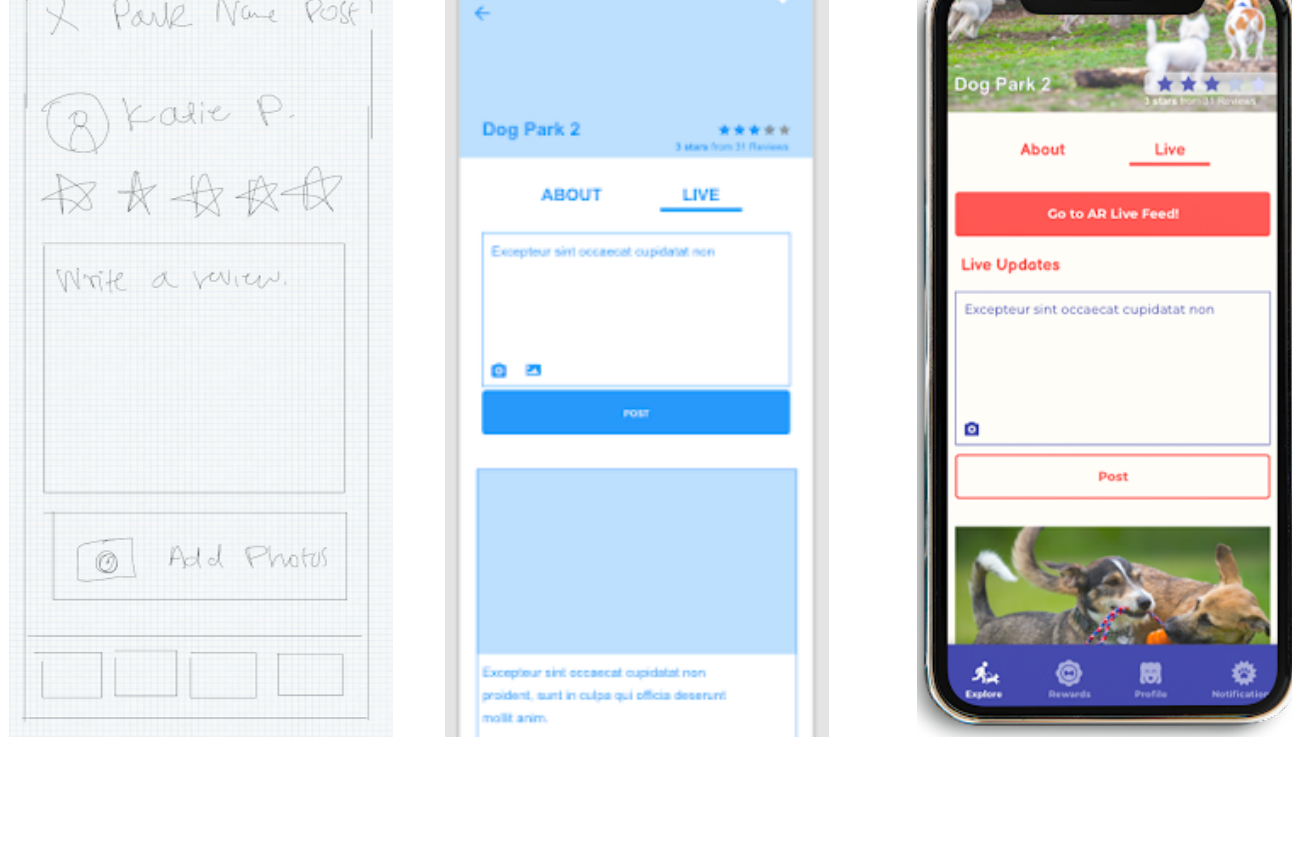 X Park Name Post
Katie P.
Write a review.
Add Photos
Dog Park 2
3 stars from 31 Reviews
ABOUT
LIVE
Excepteur sint occaecat cupidatat non
POST
Excepteur sint occaecat cupidatat non
proident, sunt in culpa qui officia deserunt
mollit anim.
Dog Park 2
3 stars from 31 Reviews
About
Live
Go to AR Live Feed!
Live Updates
Excepteur sint occaecat cupidatat non
Post
Explore
Rewards
Profile
Notification